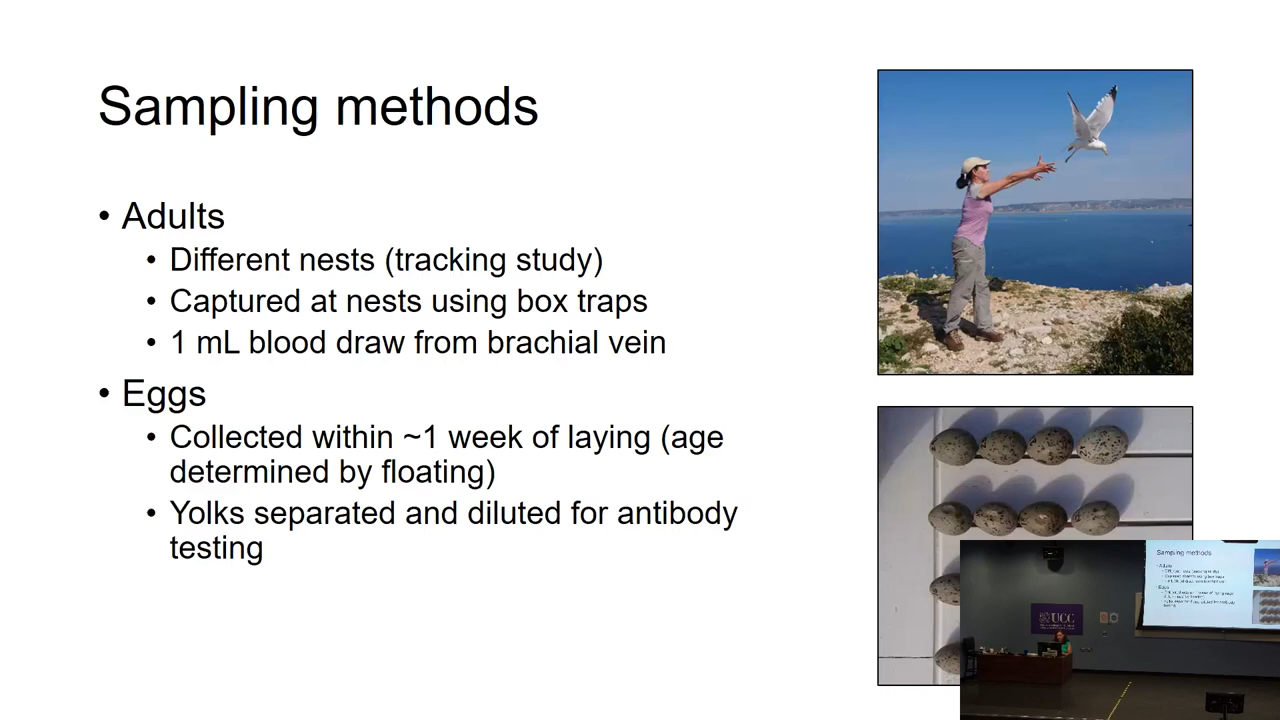 Sampling methods
• Adults
• Different nests (tracking study)
• Captured at nests using box traps
• 1 mL blood draw from brachial vein
• Eggs
• Collected within ~1 week of laying (age
determined by floating)
• Yolks separated and diluted for antibody
testing
Sampling methods
Adults
Eggs
UCC